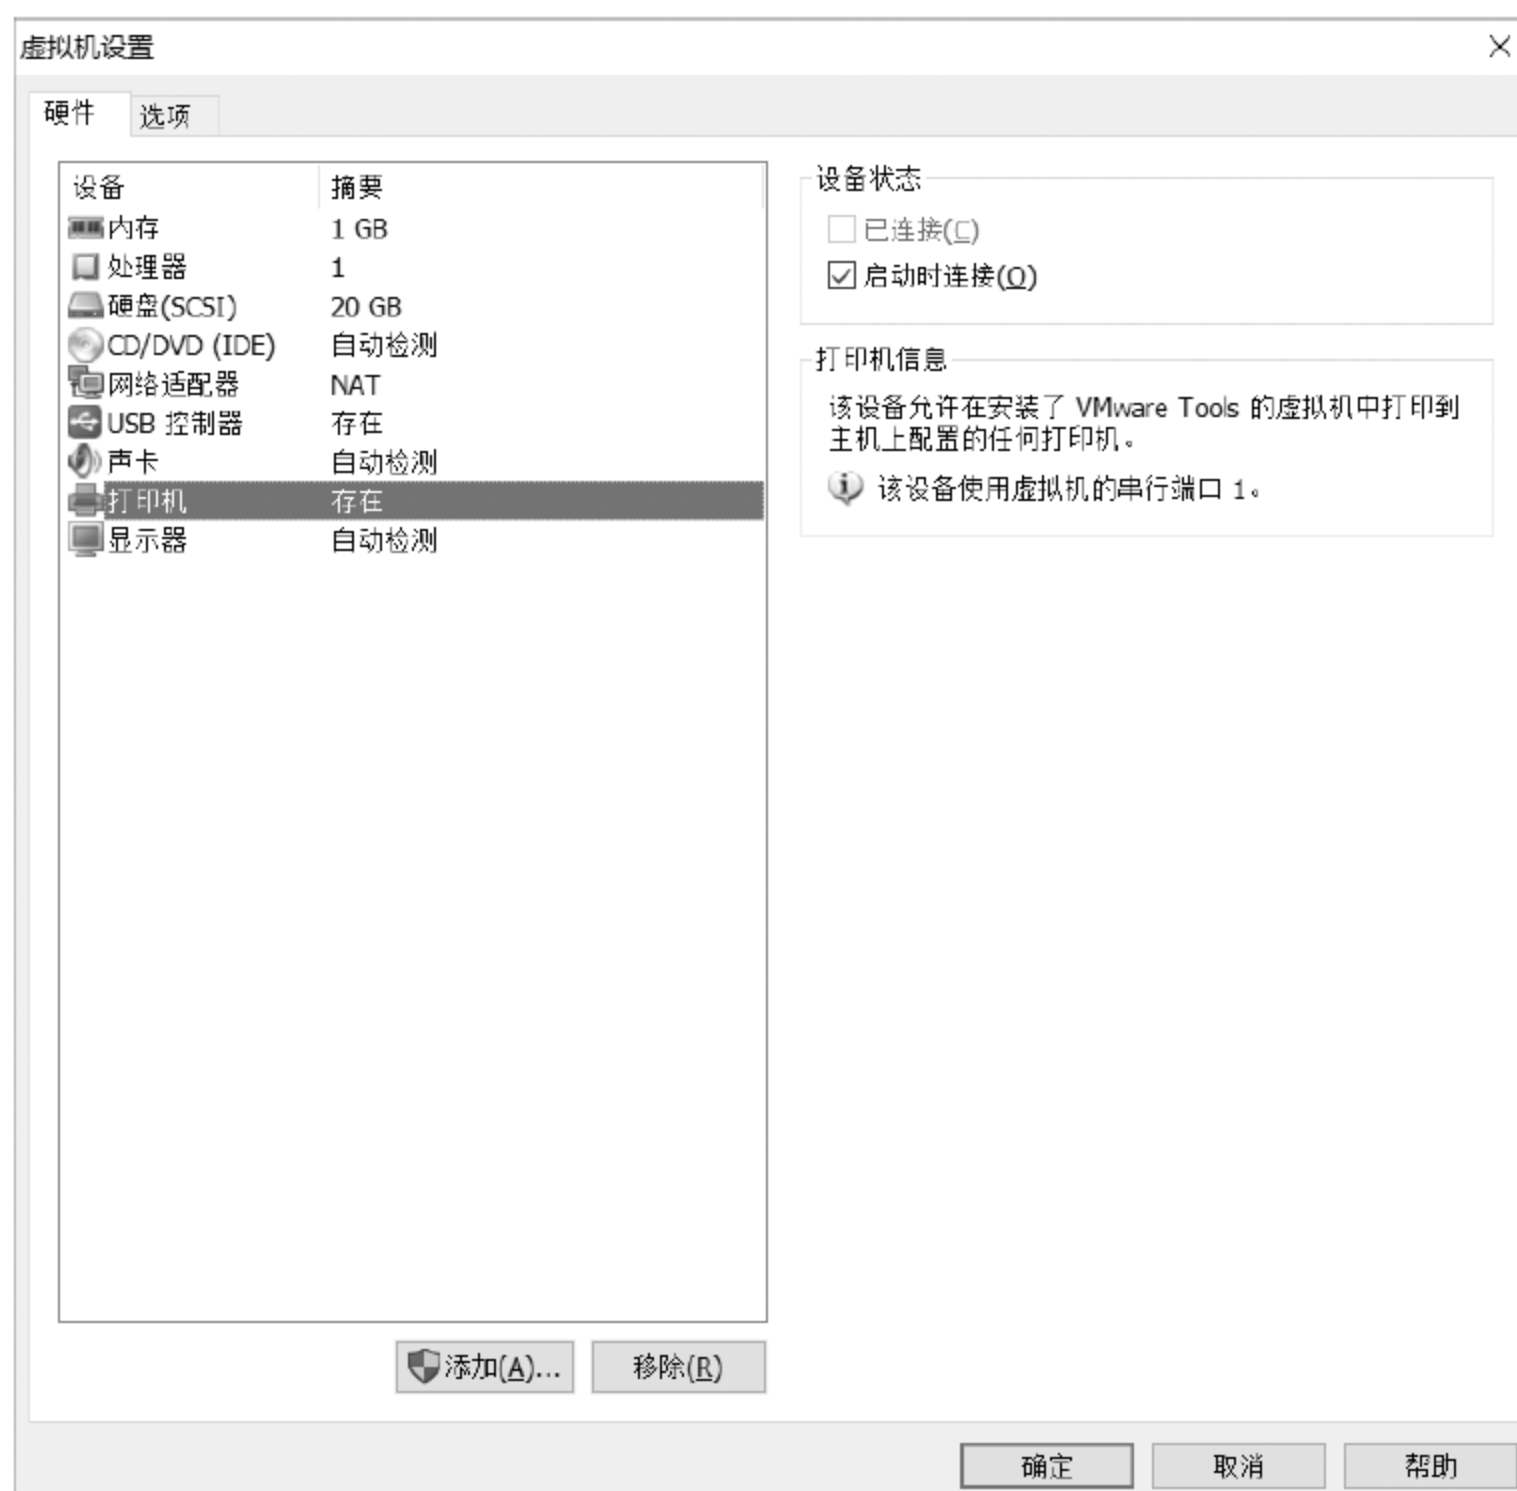 虚拟机设置
硬件 选项
设备 摘要
内存 1 GB
处理器 1
硬盘(SCSI) 20 GB
CD/DVD (IDE) 自动检测
网络适配器 NAT
USB 控制器 存在
声卡 自动检测
打印机 存在
显示器 自动检测
添加(A)... 移除(R)
设备状态
已连接(C)
启动时连接(O)
打印机信息
该设备允许在安装了 VMware Tools 的虚拟机中打印到
主机上配置的任何打印机。
该设备使用虚拟机的串行端口 1。
确定 取消 帮助